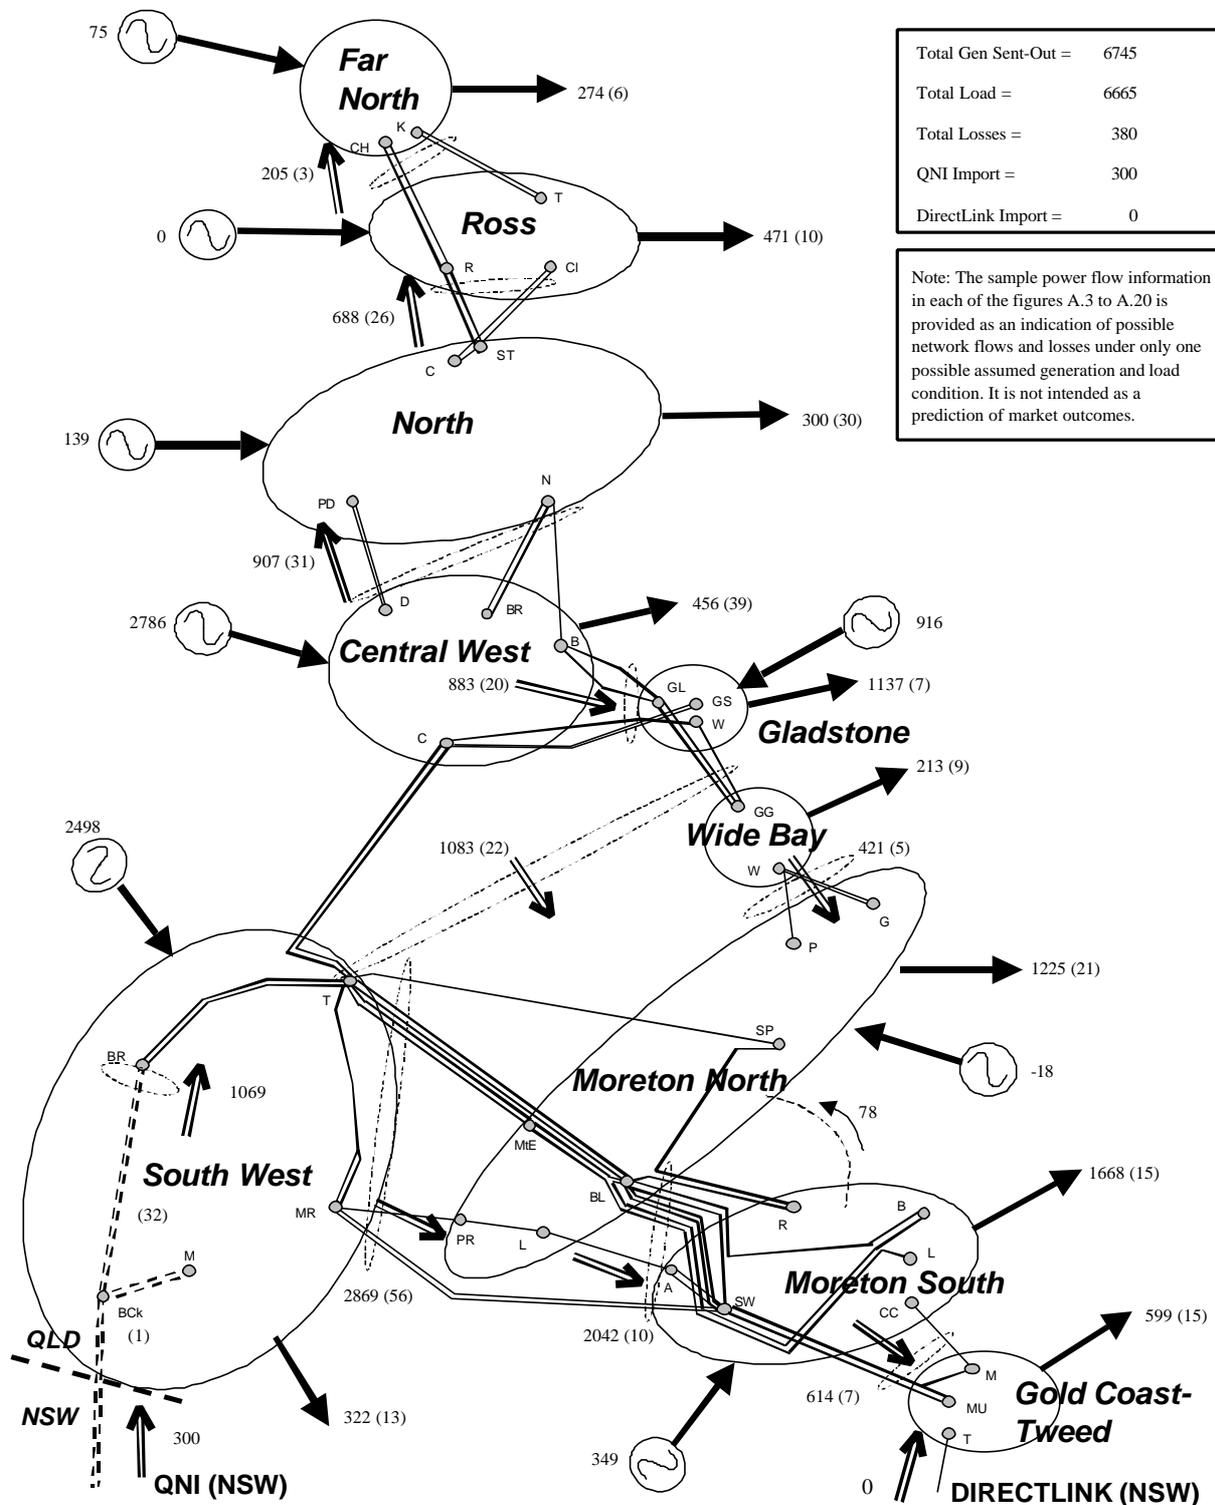 75
Far
North
274 (6)
K
CH
205 (3)
T
Ross
0
471 (10)
R
CI
688 (26)
ST
C
North
300 (30)
139
N
PD
907 (31)
D
BR
2786
456 (39)
B
916
Central West
883 (20)
GL
GS
1137 (7)
W
C
Gladstone
213 (9)
GG
Wide Bay
2498
1083 (22)
421 (5)
W
G
P
1225 (21)
T
SP
BR
-18
Moreton North
1069
78
MtE
South West
1668 (15)
BL
MR
(32)
R
B
PR
L
L
M
A
Moreton South
2869 (56)
SW
CC
BCk
(1)
2042 (10)
599 (15)
QLD
M
614 (7)
MU
Gold Coast-
Tweed
NSW
322 (13)
T
300
349
QNI (NSW)
0
DIRECTLINK (NSW)
Total Gen Sent-Out = 6745
Total Load = 6665
Total Losses = 380
QNI Import = 300
DirectLink Import = 0
Note: The sample power flow information
in each of the figures A.3 to A.20 is
provided as an indication of possible
network flows and losses under only one
possible assumed generation and load
condition. It is not intended as a
prediction of market outcomes.